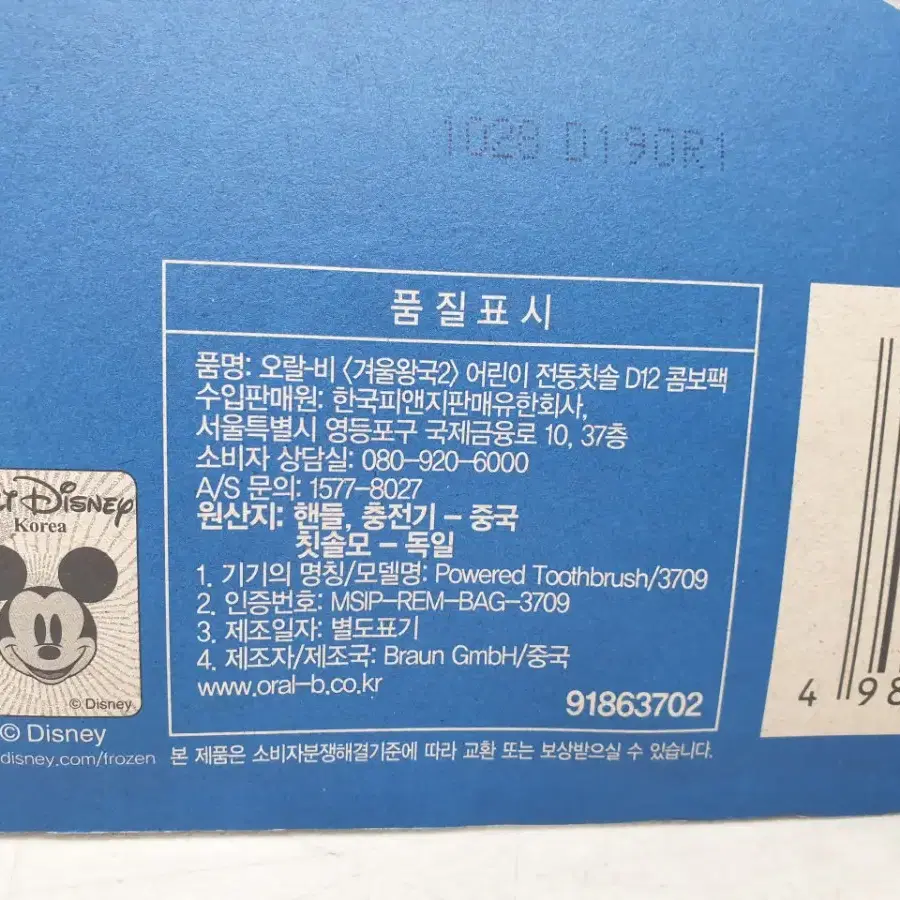 1028 D190R1
품질표시
품명: 오랄-비 〈겨울왕국2〉 어린이 전동칫솔 D12 콤보팩
수입판매원: 한국피앤지판매유한회사,
서울특별시 영등포구 국제금융로 10, 37층
소비자 상담실: 080-920-6000
A/S 문의: 1577-8027
원산지: 핸들, 충전기 - 중국
칫솔모 - 독일
1. 기기의 명칭/모델명: Powered Toothbrush/3709
2. 인증번호: MSIP-REM-BAG-3709
3. 제조일자: 별도표기
4. 제조자/제조국: Braun GmbH/중국
www.oral-b.co.kr
91863702
본 제품은 소비자분쟁해결기준에 따라 교환 또는 보상받으실 수 있습니다.
DISNEY
Korea
© Disney
© Disney
disney.com/frozen
4 98